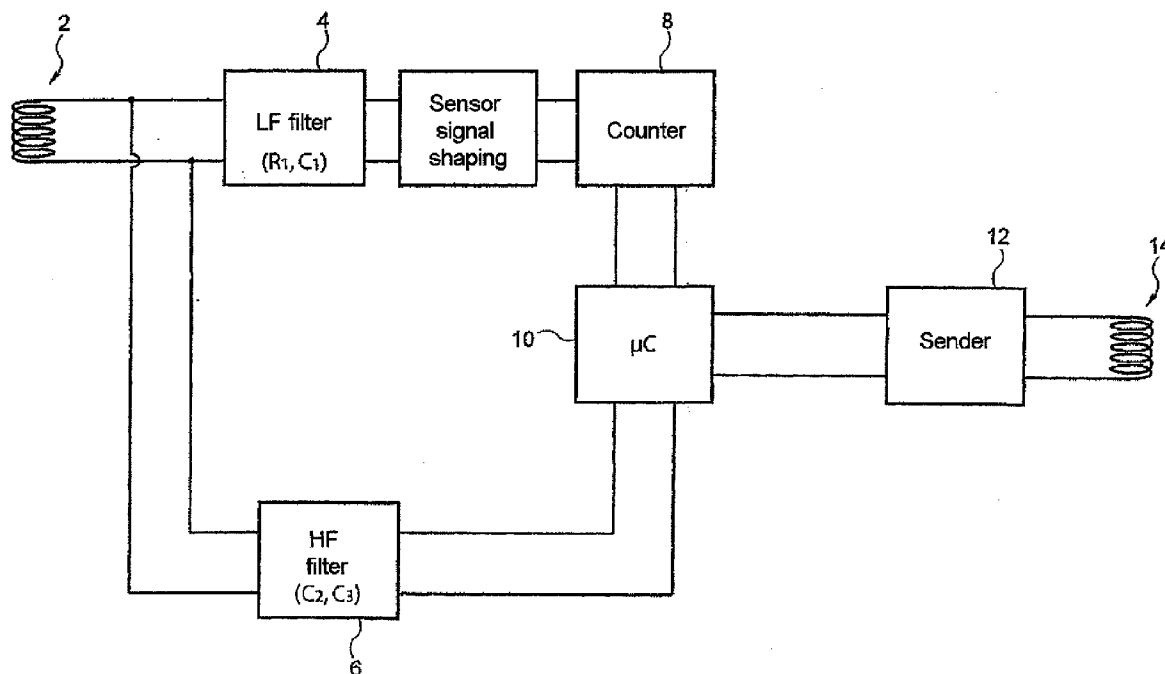 2
4
8
LF filter
(R1, C1)
Sensor
signal
shaping
Counter
12
14
10
µC
Sender
HF
filter
(C2, C3)
6